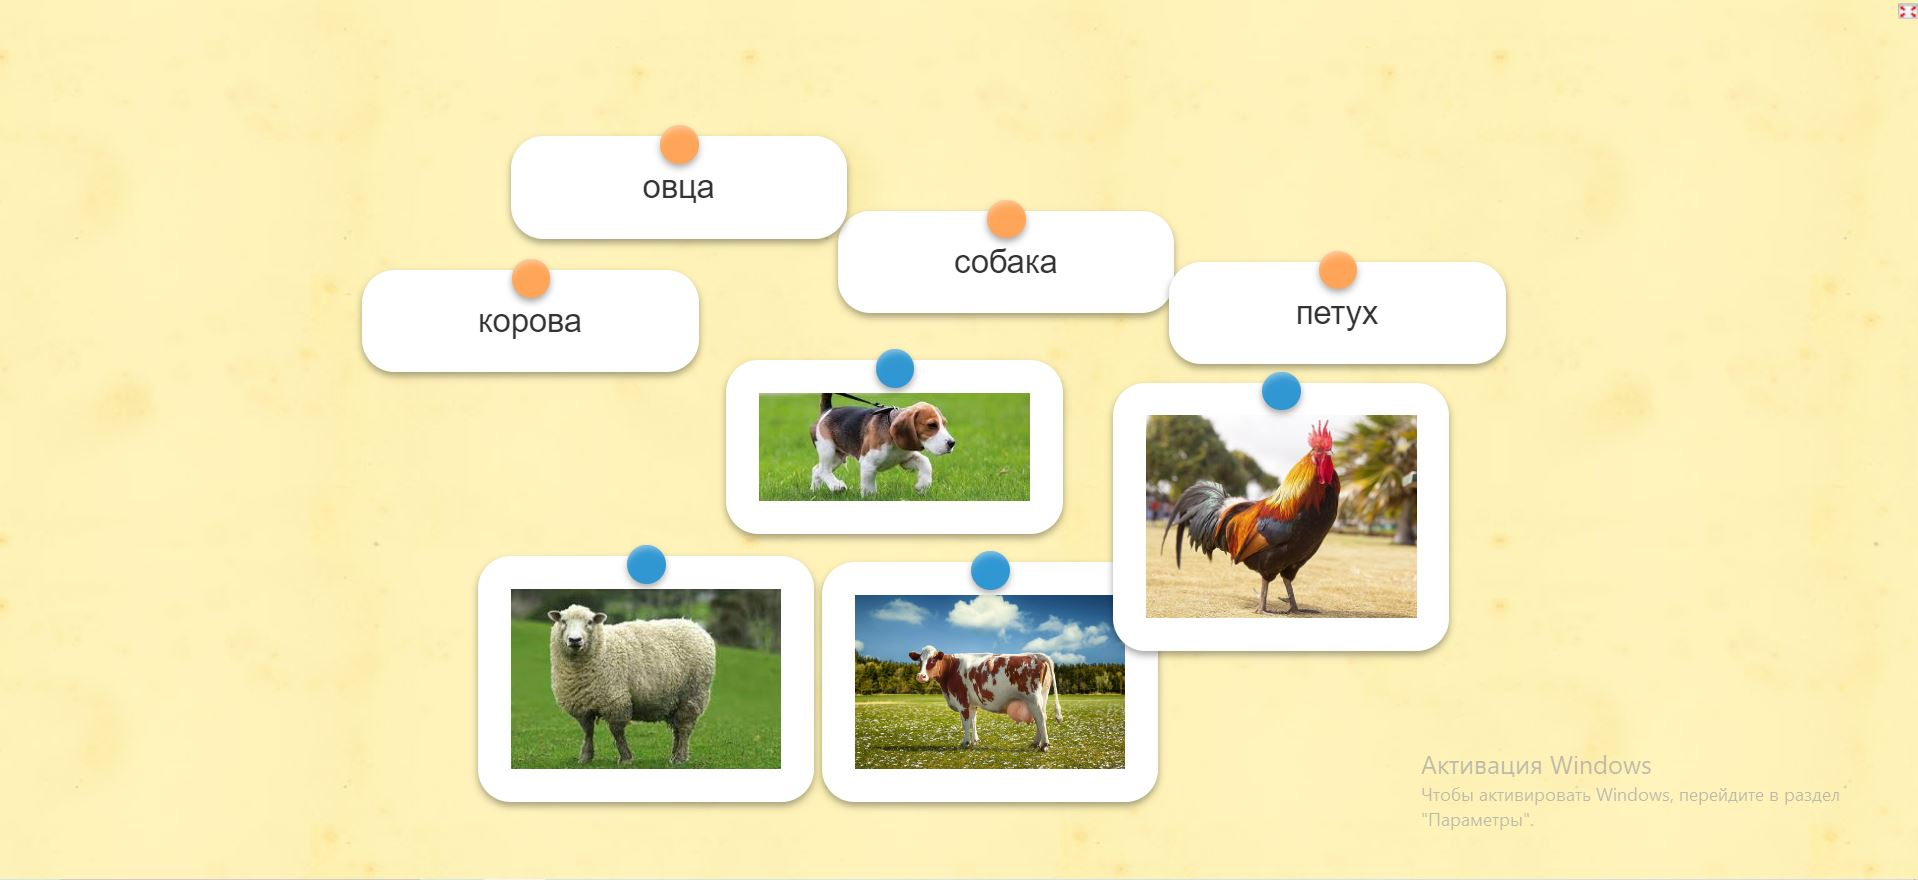 овца
собака
корова
петух
Активация Windows
Чтобы активировать Windows, перейдите в раздел
"Параметры".